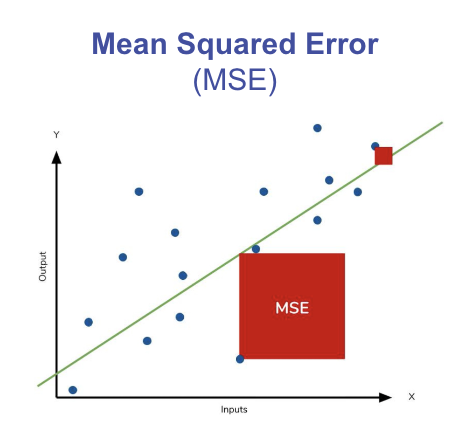 Mean Squared Error
(MSE)
Y
Output
MSE
X
Inputs